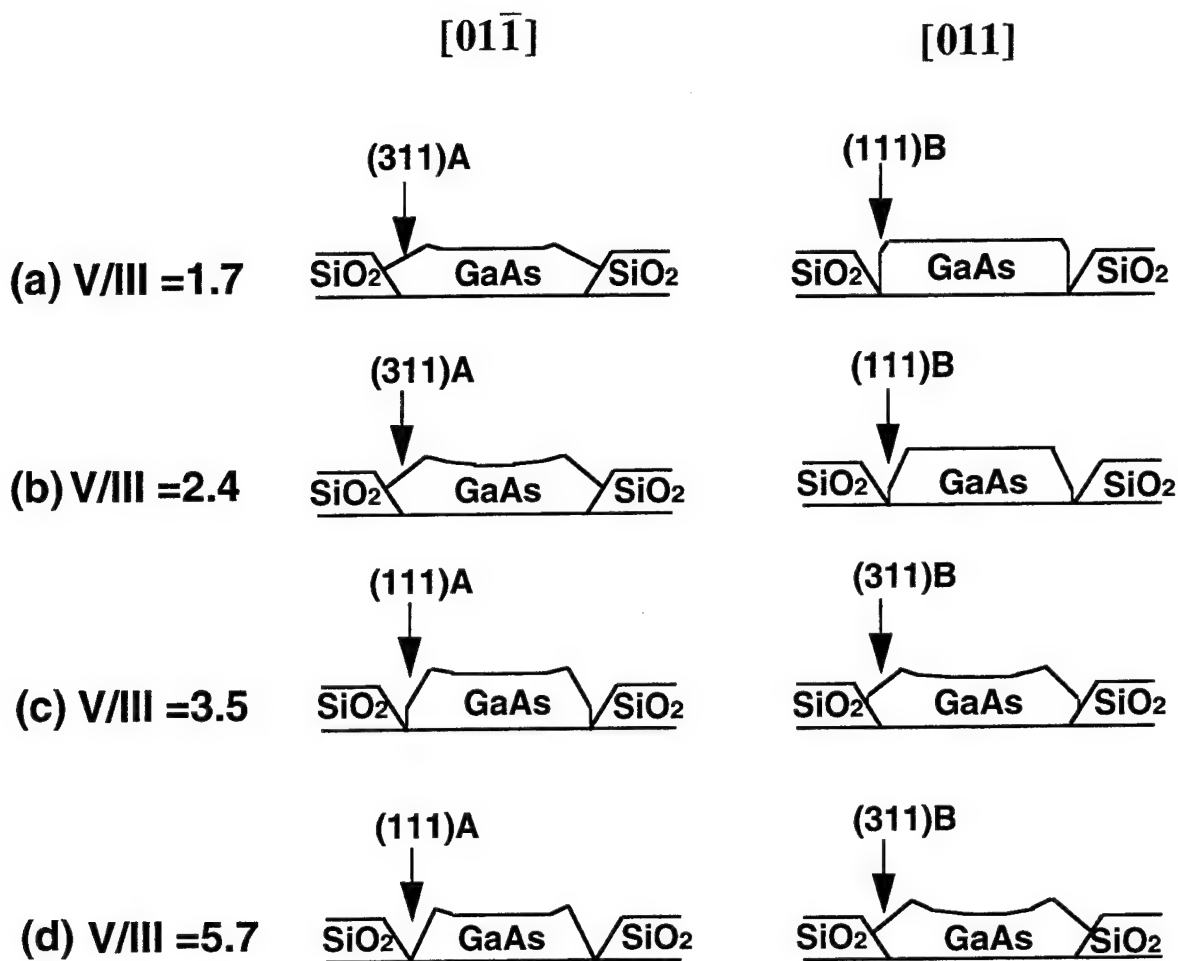 [011̅] [011]
(311)A (111)B
(a) V/III =1.7 SiO₂ GaAs SiO₂ SiO₂ GaAs SiO₂
(311)A (111)B
(b) V/III =2.4 SiO₂ GaAs SiO₂ SiO₂ GaAs SiO₂
(111)A (311)B
(c) V/III =3.5 SiO₂ GaAs SiO₂ SiO₂ GaAs SiO₂
(111)A (311)B
(d) V/III =5.7 SiO₂ GaAs SiO₂ SiO₂ GaAs SiO₂